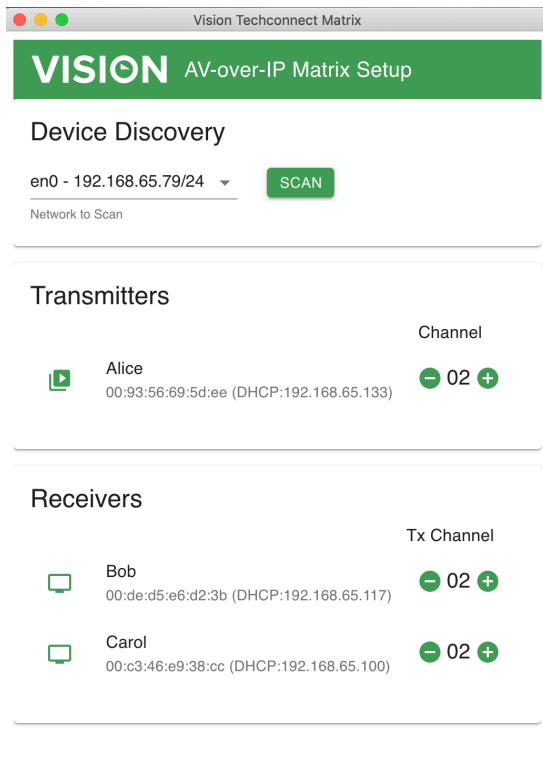 Vision Techconnect Matrix
VISION AV-over-IP Matrix Setup
Device Discovery
en0 - 192.168.65.79/24 SCAN
Network to Scan
Transmitters
Channel
Alice
02
00:93:56:69:5d:ee (DHCP:192.168.65.133)
Receivers
Tx Channel
Bob
02
00:de:d5:e6:d2:3b (DHCP:192.168.65.117)
Carol
02
00:c3:46:e9:38:cc (DHCP:192.168.65.100)